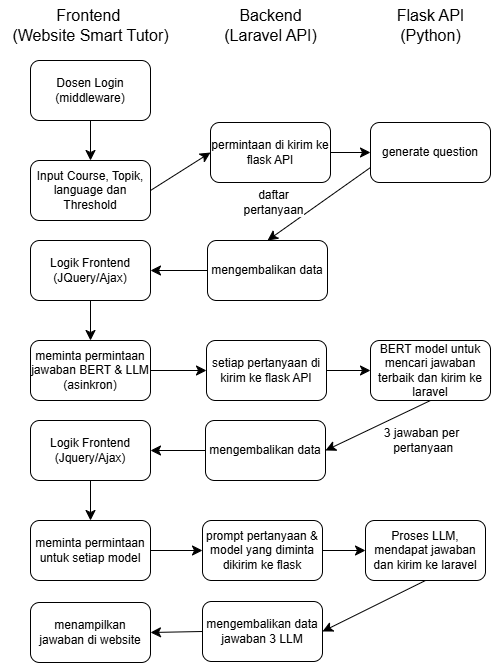 Frontend
(Website Smart Tutor)
Backend
(Laravel API)
Flask API
(Python)
Dosen Login
(middleware)
Input Course, Topik,
language dan
Threshold
permintaan di kirim ke
flask API
generate question
daftar
pertanyaan
Logik Frontend
(JQuery/Ajax)
mengembalikan data
meminta permintaan
jawaban BERT & LLM
(asinkron)
setiap pertanyaan di
kirim ke flask API
BERT model untuk
mencari jawaban
terbaik dan kirim ke
laravel
3 jawaban per
pertanyaan
Logik Frontend
(Jquery/Ajax)
mengembalikan data
meminta permintaan
untuk setiap model
prompt pertanyaan &
model yang diminta
dikirim ke flask
Proses LLM,
mendapat jawaban
dan kirim ke laravel
menampilkan
jawaban di website
mengembalikan data
jawaban 3 LLM